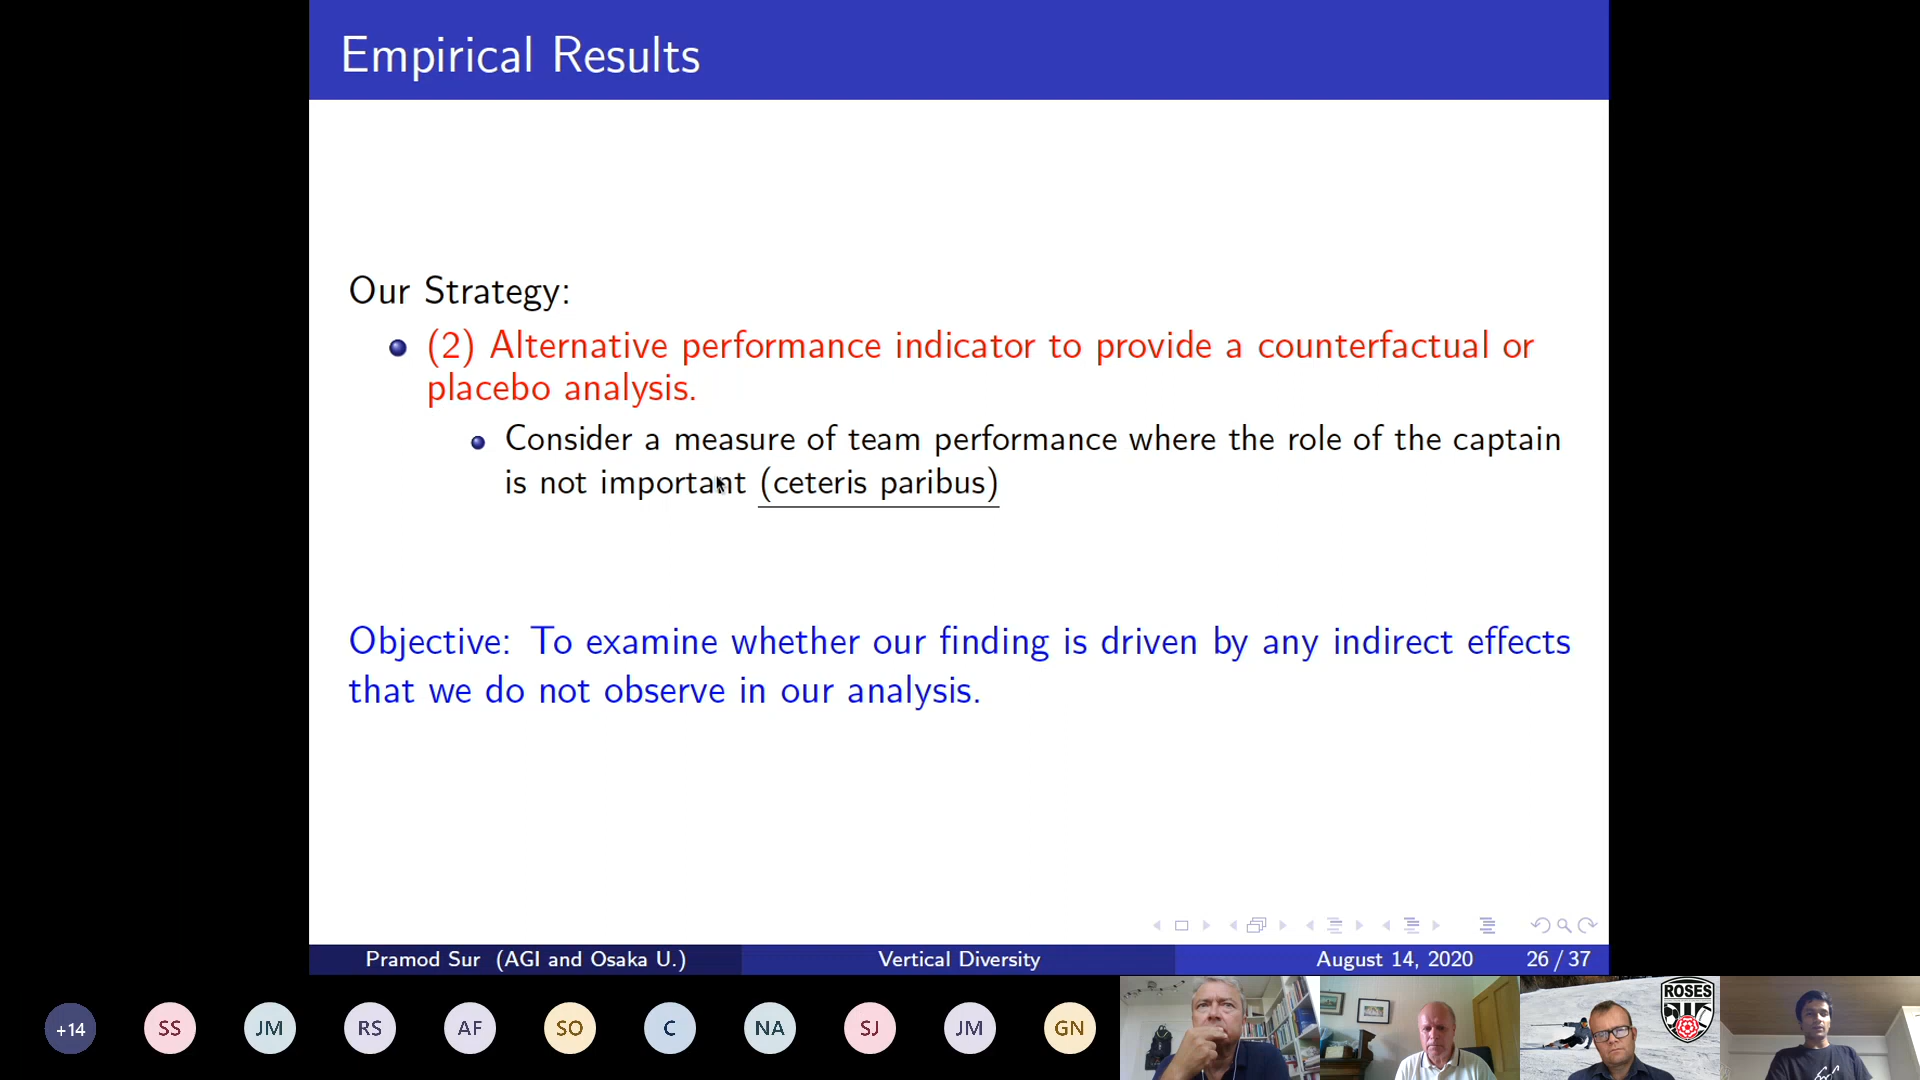 Empirical Results
Our Strategy:
(2) Alternative performance indicator to provide a counterfactual or
placebo analysis.
Consider a measure of team performance where the role of the captain
is not important (ceteris paribus)
Objective: To examine whether our finding is driven by any indirect effects
that we do not observe in our analysis.
Pramod Sur (AGI and Osaka U.) Vertical Diversity August 14, 2020 26 / 37
+14 SS JM RS AF SO C NA SJ JM GN
ROSES